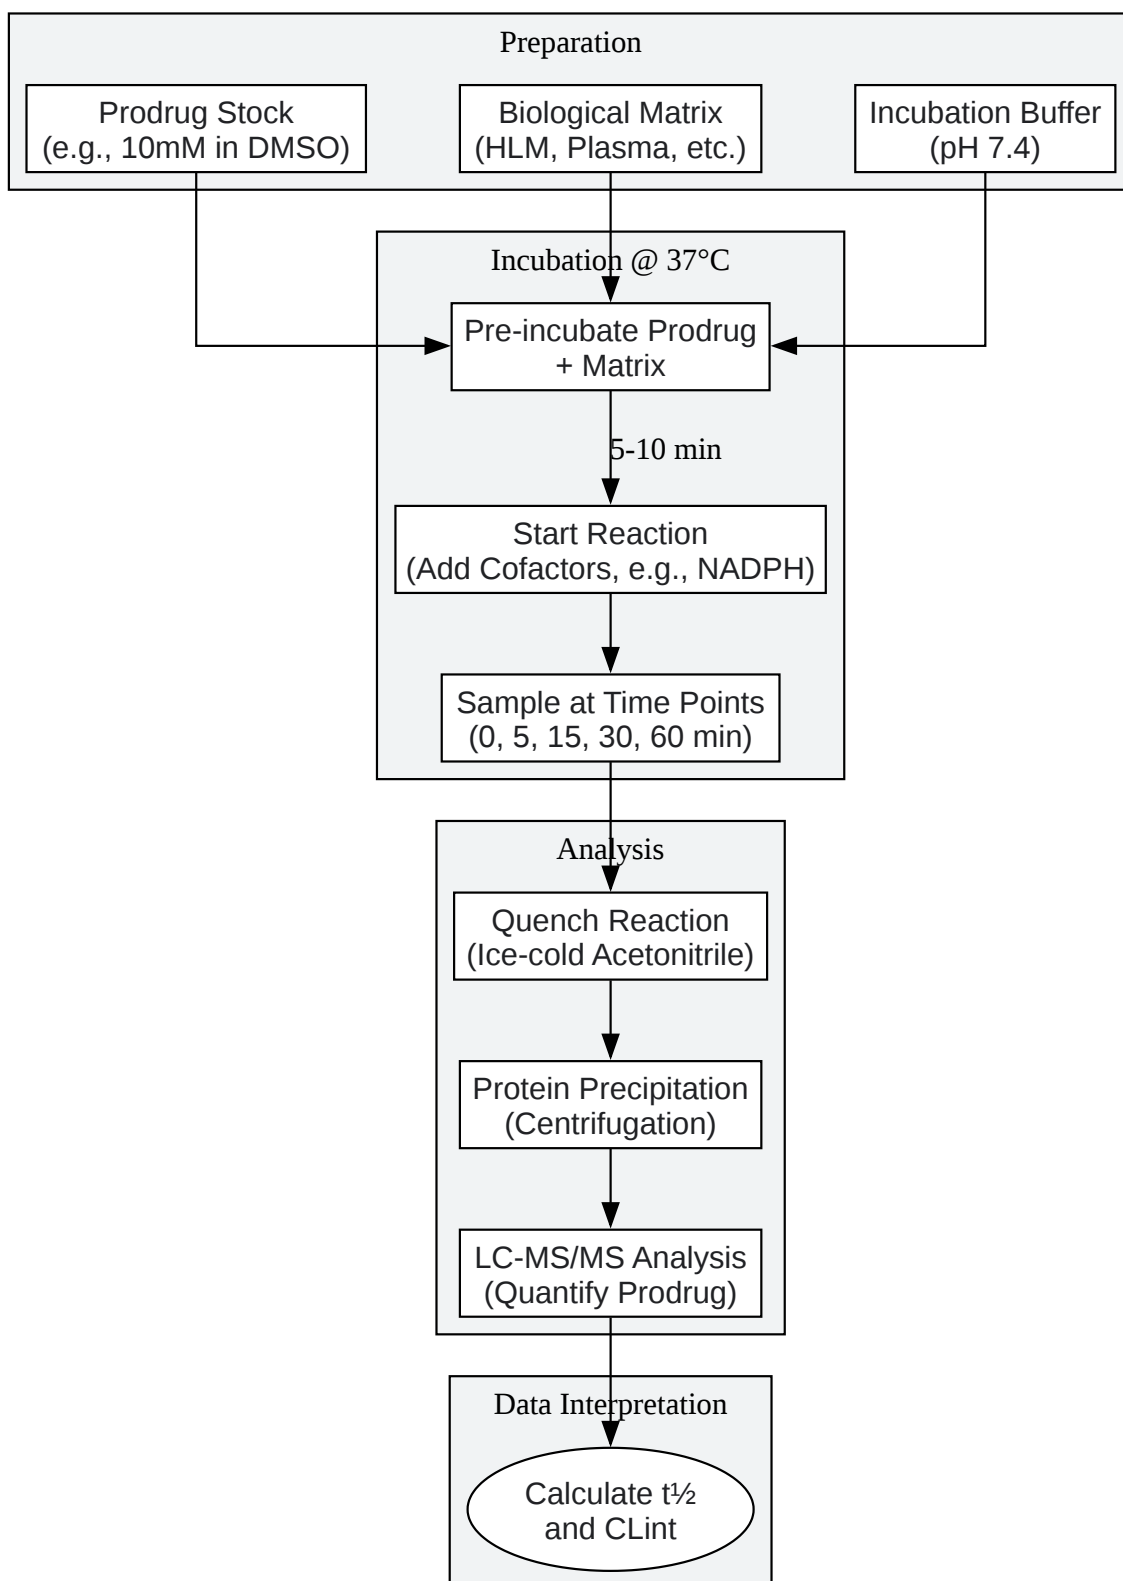 Preparation
Prodrug Stock
(e.g., 10mM in DMSO)
Biological Matrix
(HLM, Plasma, etc.)
Incubation Buffer
(pH 7.4)
Incubation @ 37°C
Pre-incubate Prodrug
+ Matrix
5-10 min
Start Reaction
(Add Cofactors, e.g., NADPH)
Sample at Time Points
(0, 5, 15, 30, 60 min)
Analysis
Quench Reaction
(Ice-cold Acetonitrile)
Protein Precipitation
(Centrifugation)
LC-MS/MS Analysis
(Quantify Prodrug)
Data Interpretation
Calculate t½
and CLint